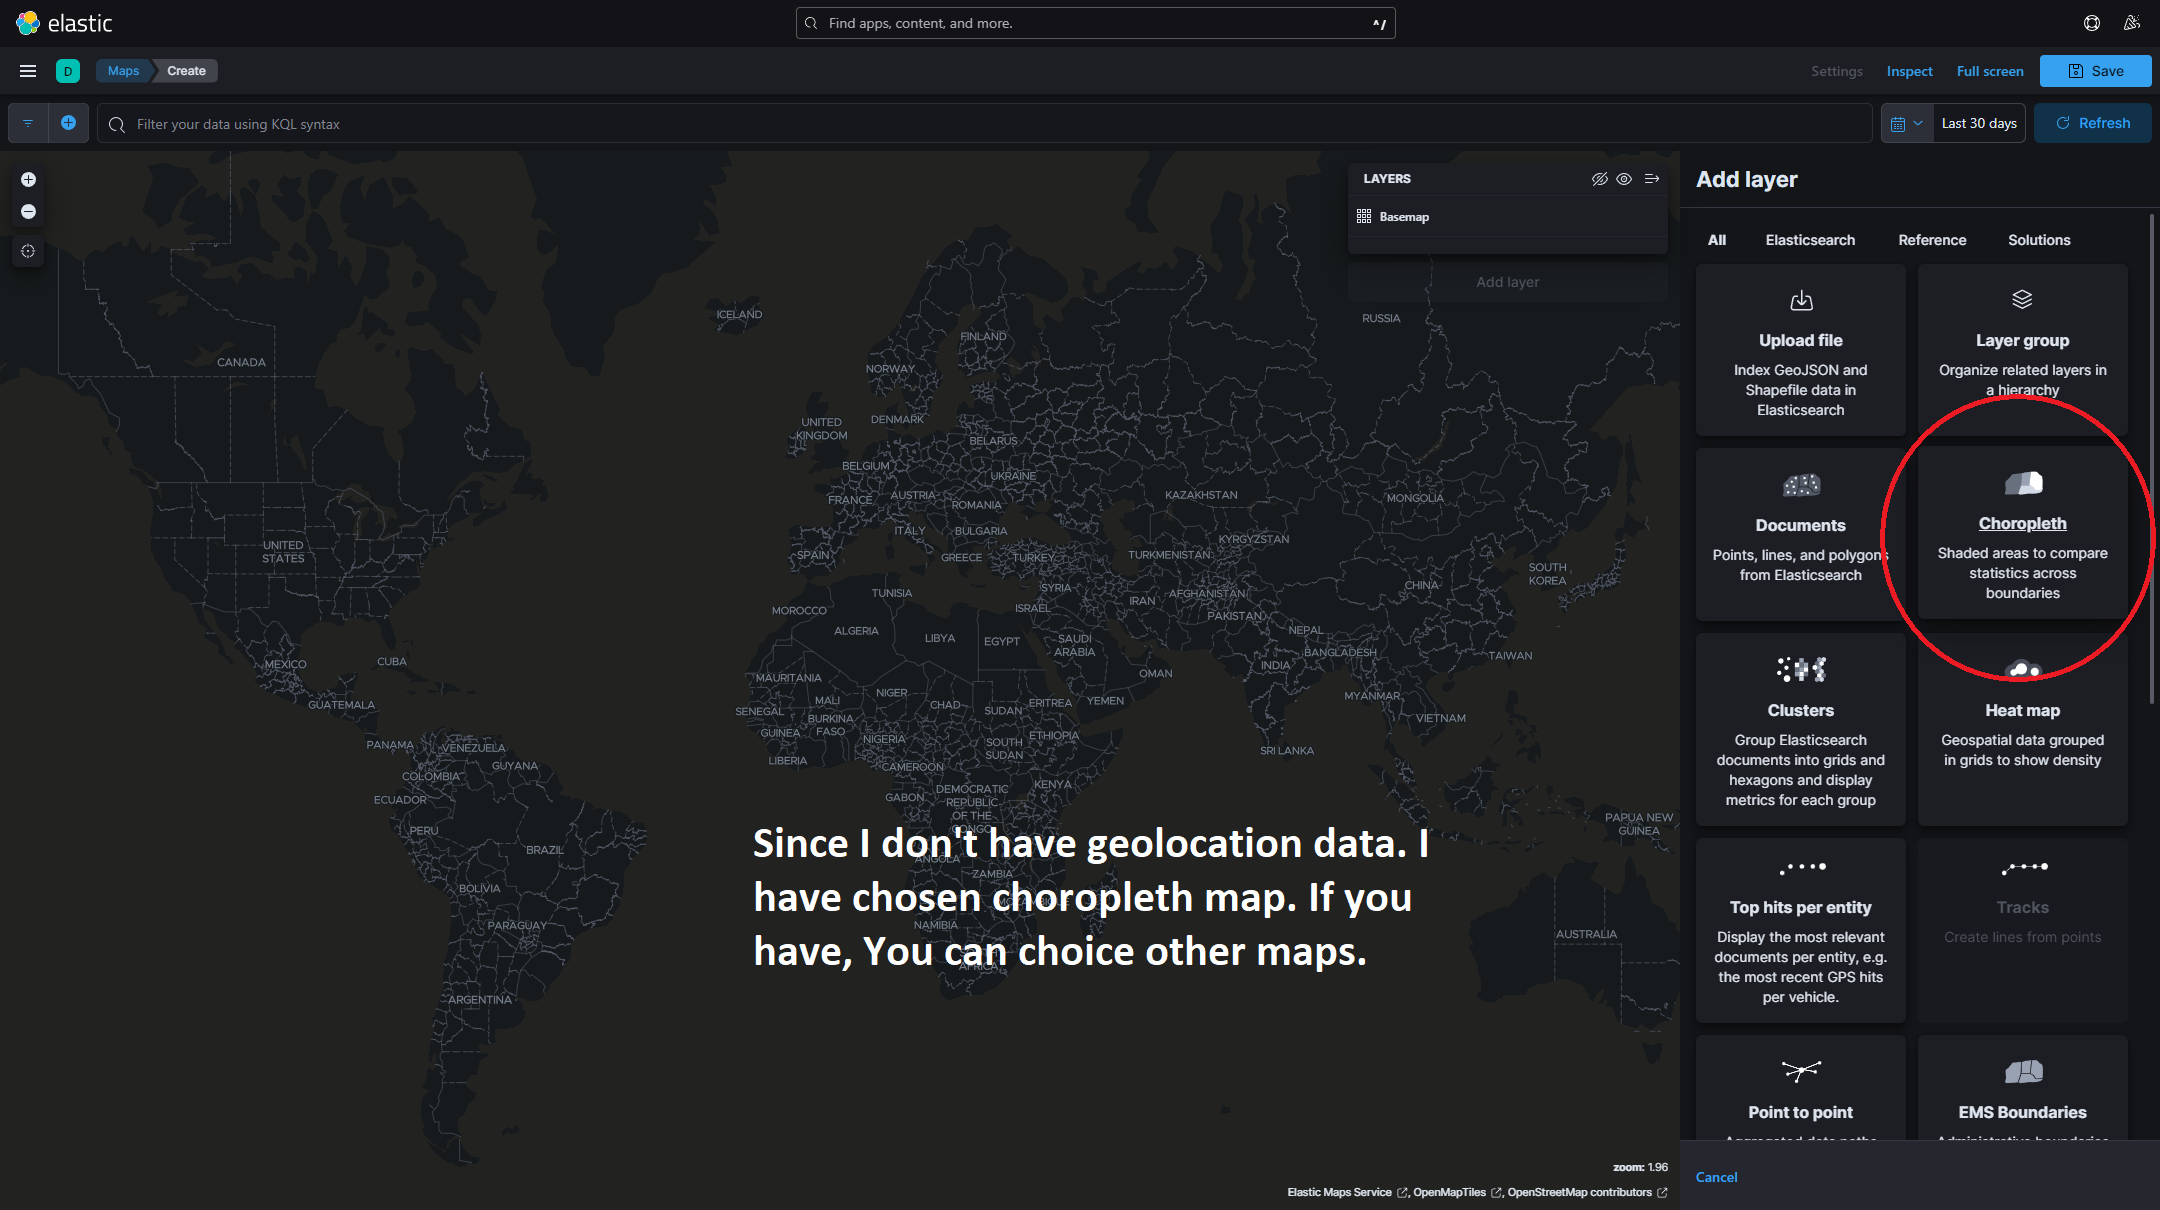 elastic
Find apps, content, and more.
^/
D
Maps
Create
Settings
Inspect
Full screen
Save
Filter your data using KQL syntax
Last 30 days
Refresh
LAYERS
Basemap
Add layer
ICELAND
RUSSIA
FINLAND
CANADA
NORWAY
DENMARK
UNITED
KINGDOM
BELARUS
BELGIUM
UKRAINE
KAZAKHSTAN
MONGOLIA
FRANCE
AUSTRIA
ROMANIA
ITALY
BULGARIA
KYRGYZSTAN
UNITED
STATES
SPAIN
GREECE
TURKEY
TURKMENISTAN
SOUTH
KOREA
SYRIA
CHINA
TUNISIA
IRAN
AFGHANISTAN
MOROCCO
ISRAEL
PAKISTAN
ALGERIA
LIBYA
EGYPT
SAUDI
ARABIA
NEPAL
BANGLADESH
TAIWAN
MEXICO
CUBA
INDIA
OMAN
MAURITANIA
MYANMAR
GUATEMALA
MALI
NIGER
CHAD
SUDAN
ERITREA
YEMEN
SENEGAL
BURKINA
FASO
VIETNAM
GUINEA
NIGERIA
ETHIOPIA
SOUTH
SUDAN
PANAMA
VENEZUELA
SRI LANKA
LIBERIA
CAMEROON
GUYANA
COLOMBIA
KENYA
DEMOCRATIC
REPUBLIC
OF THE
CONGO
GABON
ECUADOR
PAPUA NEW
GUINEA
PERU
BRAZIL
ANGOLA
ZAMBIA
BOLIVIA
MOZAMBIQUE
NAMIBIA
PARAGUAY
AUSTRALIA
SOUTH
AFRICA
ARGENTINA
Since I don't have geolocation data. I
have chosen choropleth map. If you
have, You can choice other maps.
zoom: 1.96
Elastic Maps Service , OpenMapTiles , OpenStreetMap contributors
Add layer
All
Elasticsearch
Reference
Solutions
Upload file
Index GeoJSON and
Shapefile data in
Elasticsearch
Layer group
Organize related layers in
a hierarchy
Documents
Points, lines, and polygons
from Elasticsearch
Choropleth
Shaded areas to compare
statistics across
boundaries
Clusters
Group Elasticsearch
documents into grids and
hexagons and display
metrics for each group
Heat map
Geospatial data grouped
in grids to show density
Top hits per entity
Display the most relevant
documents per entity, e.g.
the most recent GPS hits
per vehicle.
Tracks
Create lines from points
Point to point
Aggregated data paths
EMS Boundaries
Administrative boundaries
Cancel